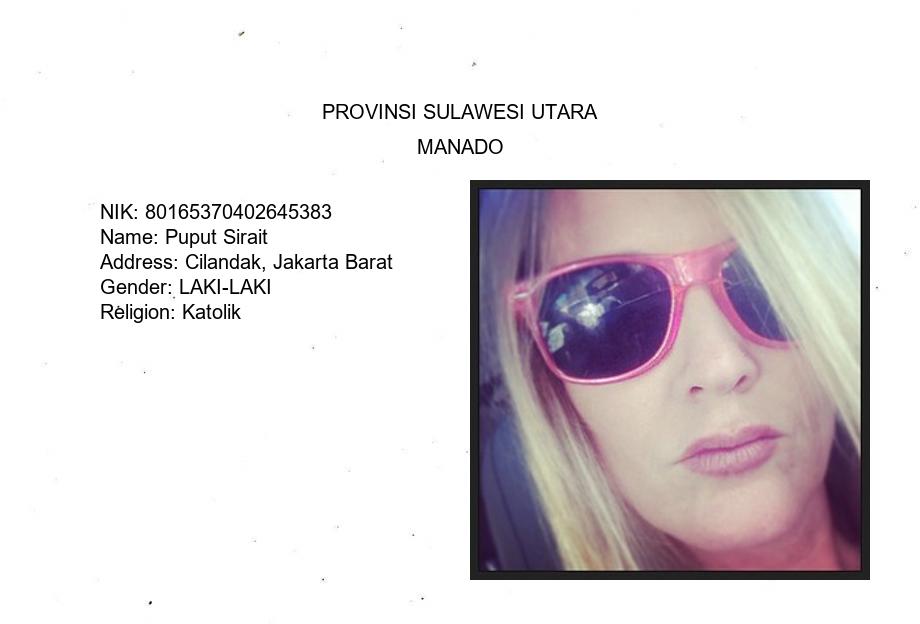 PROVINSI SULAWESI UTARA
MANADO
NIK: 80165370402645383
Name: Puput Sirait
Address: Cilandak, Jakarta Barat
Gender: LAKI-LAKI
Religion: Katolik